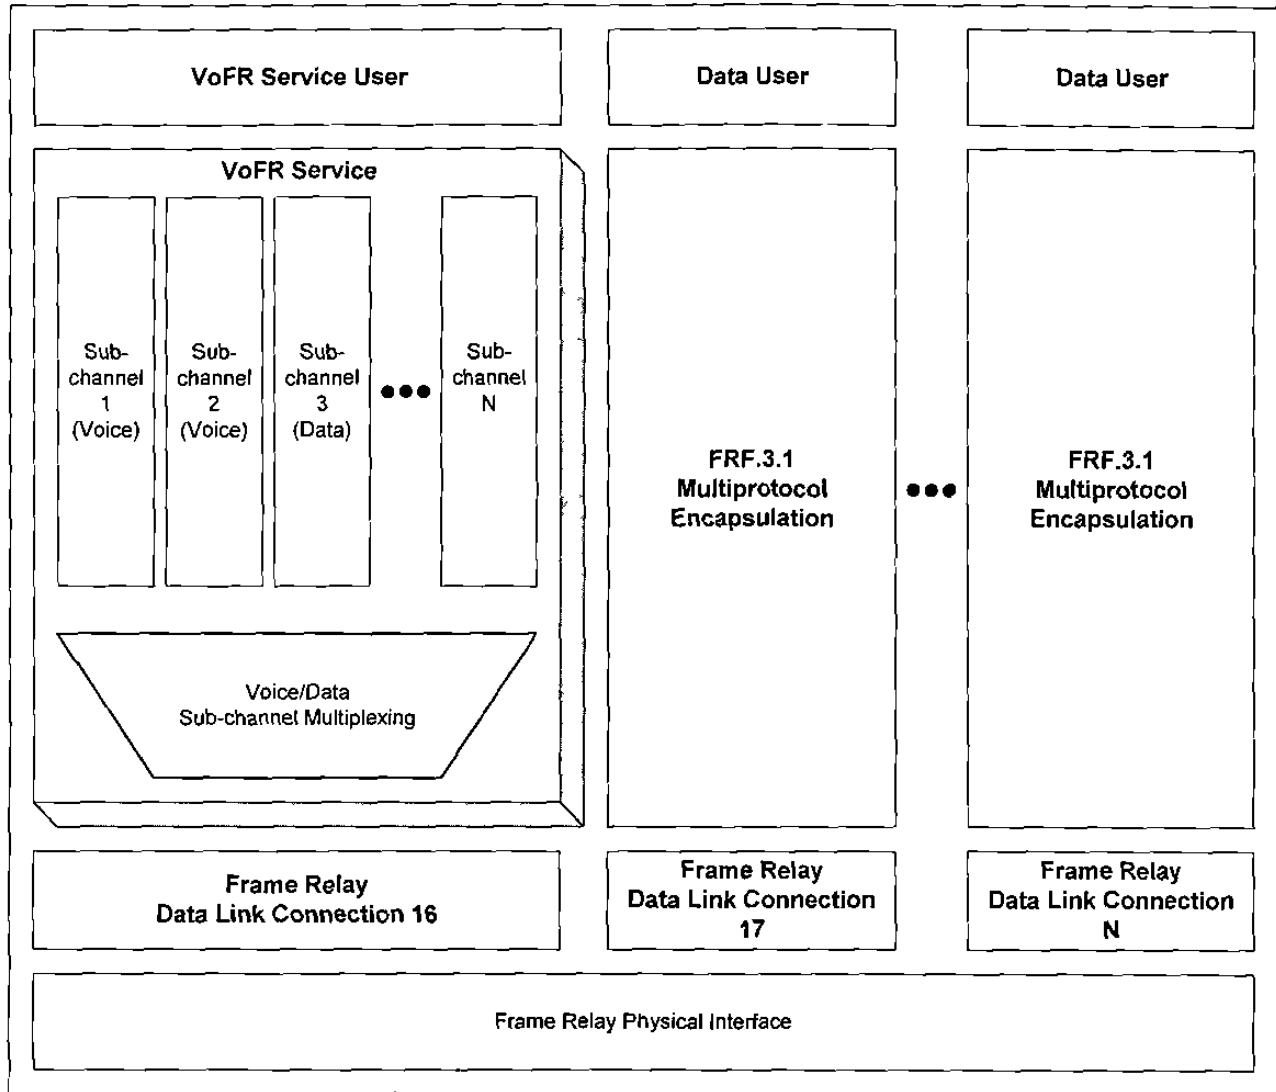 VoFR Service User
Data User
Data User
VoFR Service
Sub-
channel
1
(Voice)
Sub-
channel
2
(Voice)
Sub-
channel
3
(Data)
Sub-
channel
N
FRF.3.1
Multiprotocol
Encapsulation
FRF.3.1
Multiprotocol
Encapsulation
Voice/Data
Sub-channel Multiplexing
Frame Relay
Data Link Connection 16
Frame Relay
Data Link Connection
17
Frame Relay
Data Link Connection
N
Frame Relay Physical Interface